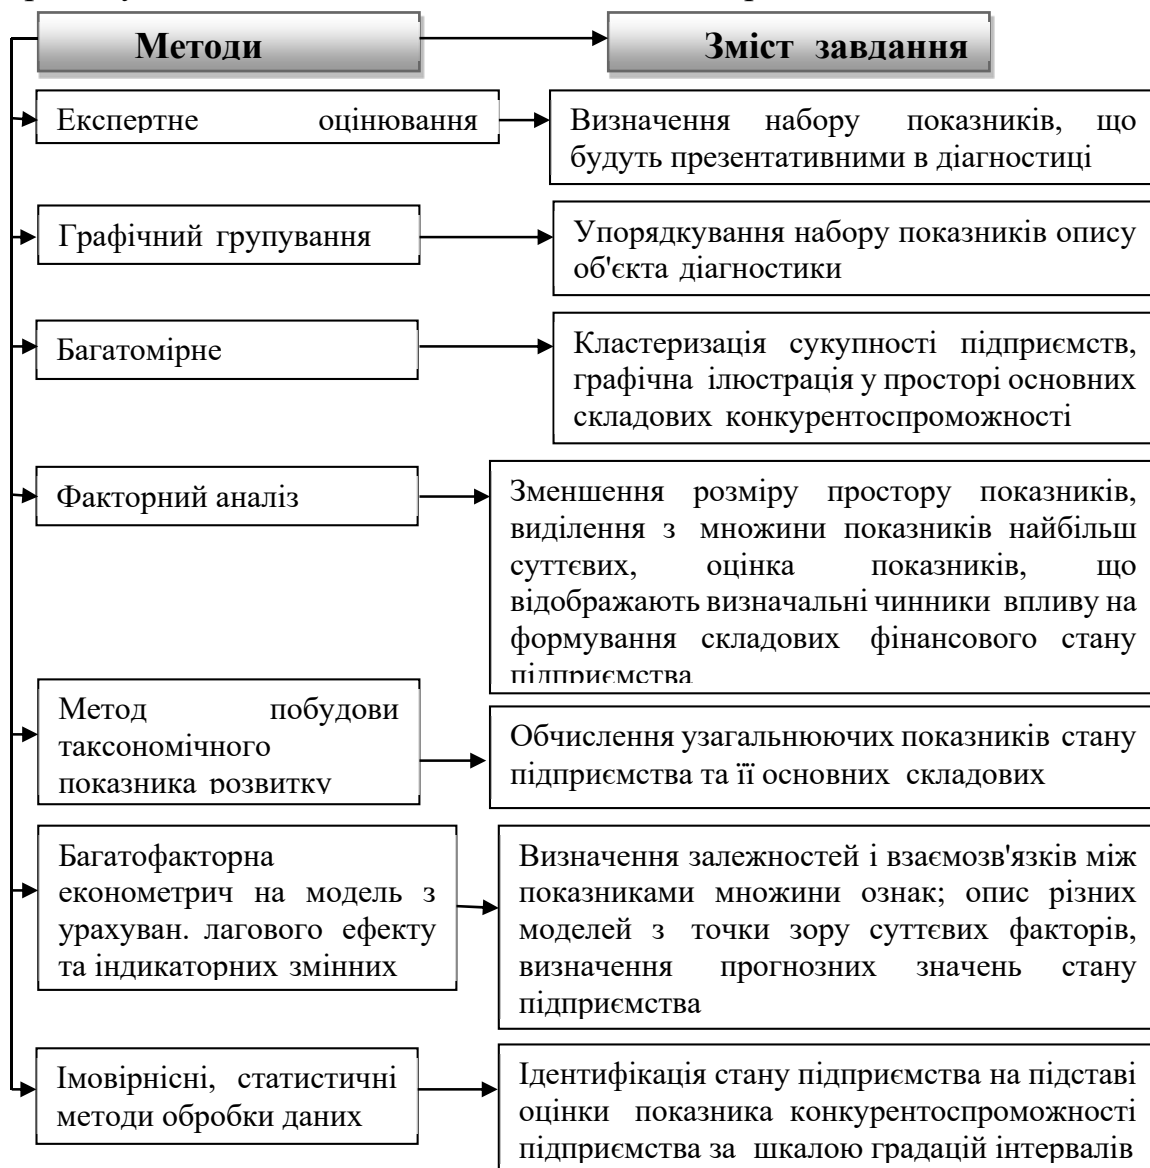 Методи
Зміст завдання
Експертне оцінювання
Визначення набору показників, що
будуть презентативними в діагностиці
Графічний групування
Упорядкування набору показників опису
об'єкта діагностики
Багатомірне
Кластеризація сукупності підприємств,
графічна ілюстрація у просторі основних
складових конкурентоспроможності
Факторний аналіз
Зменшення розміру простору показників,
виділення з множини показників найбільш
суттєвих, оцінка показників, що
відображають визначальні чинники впливу на
формування складових фінансового стану
підприємства
Метод побудови
таксономічного
показника розвитку
Обчислення узагальнюючих показників стану
підприємства та її основних складових
Багатофакторна
економетрич на модель з
урахуван. лагового ефекту
та індикаторних змінних
Визначення залежностей і взаємозв'язків між
показниками множини ознак; опис різних
моделей з точки зору суттєвих факторів,
визначення прогнозних значень стану
підприємства
Імовірнісні, статистичні
методи обробки даних
Ідентифікація стану підприємства на підставі
оцінки показника конкурентоспроможності
підприємства за шкалою градацій інтервалів